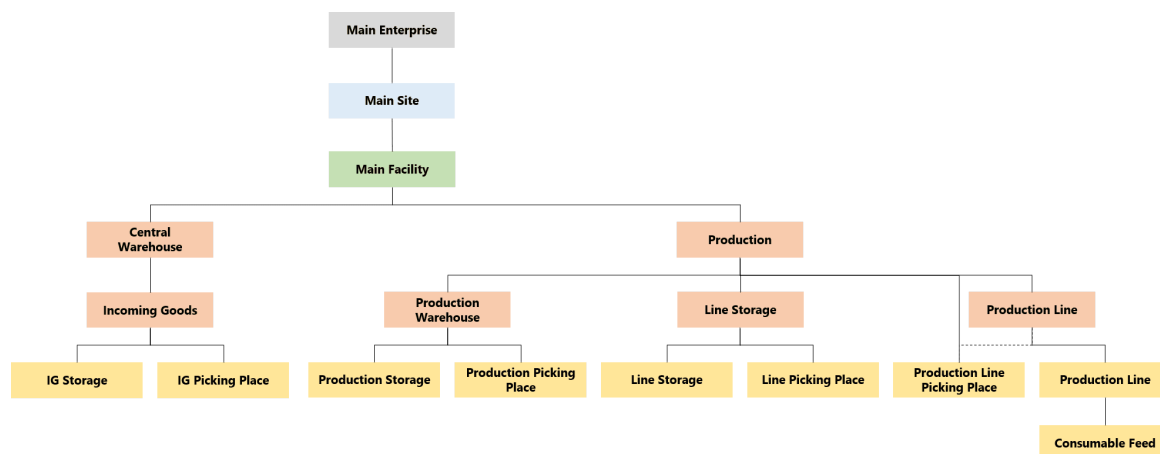 Main Enterprise
Main Site
Main Facility
Central
Warehouse
Production
Incoming Goods
Production
Warehouse
Line Storage
Production Line
IG Storage
IG Picking Place
Production Storage
Production Picking
Place
Line Storage
Line Picking Place
Production Line
Picking Place
Production Line
Consumable Feed